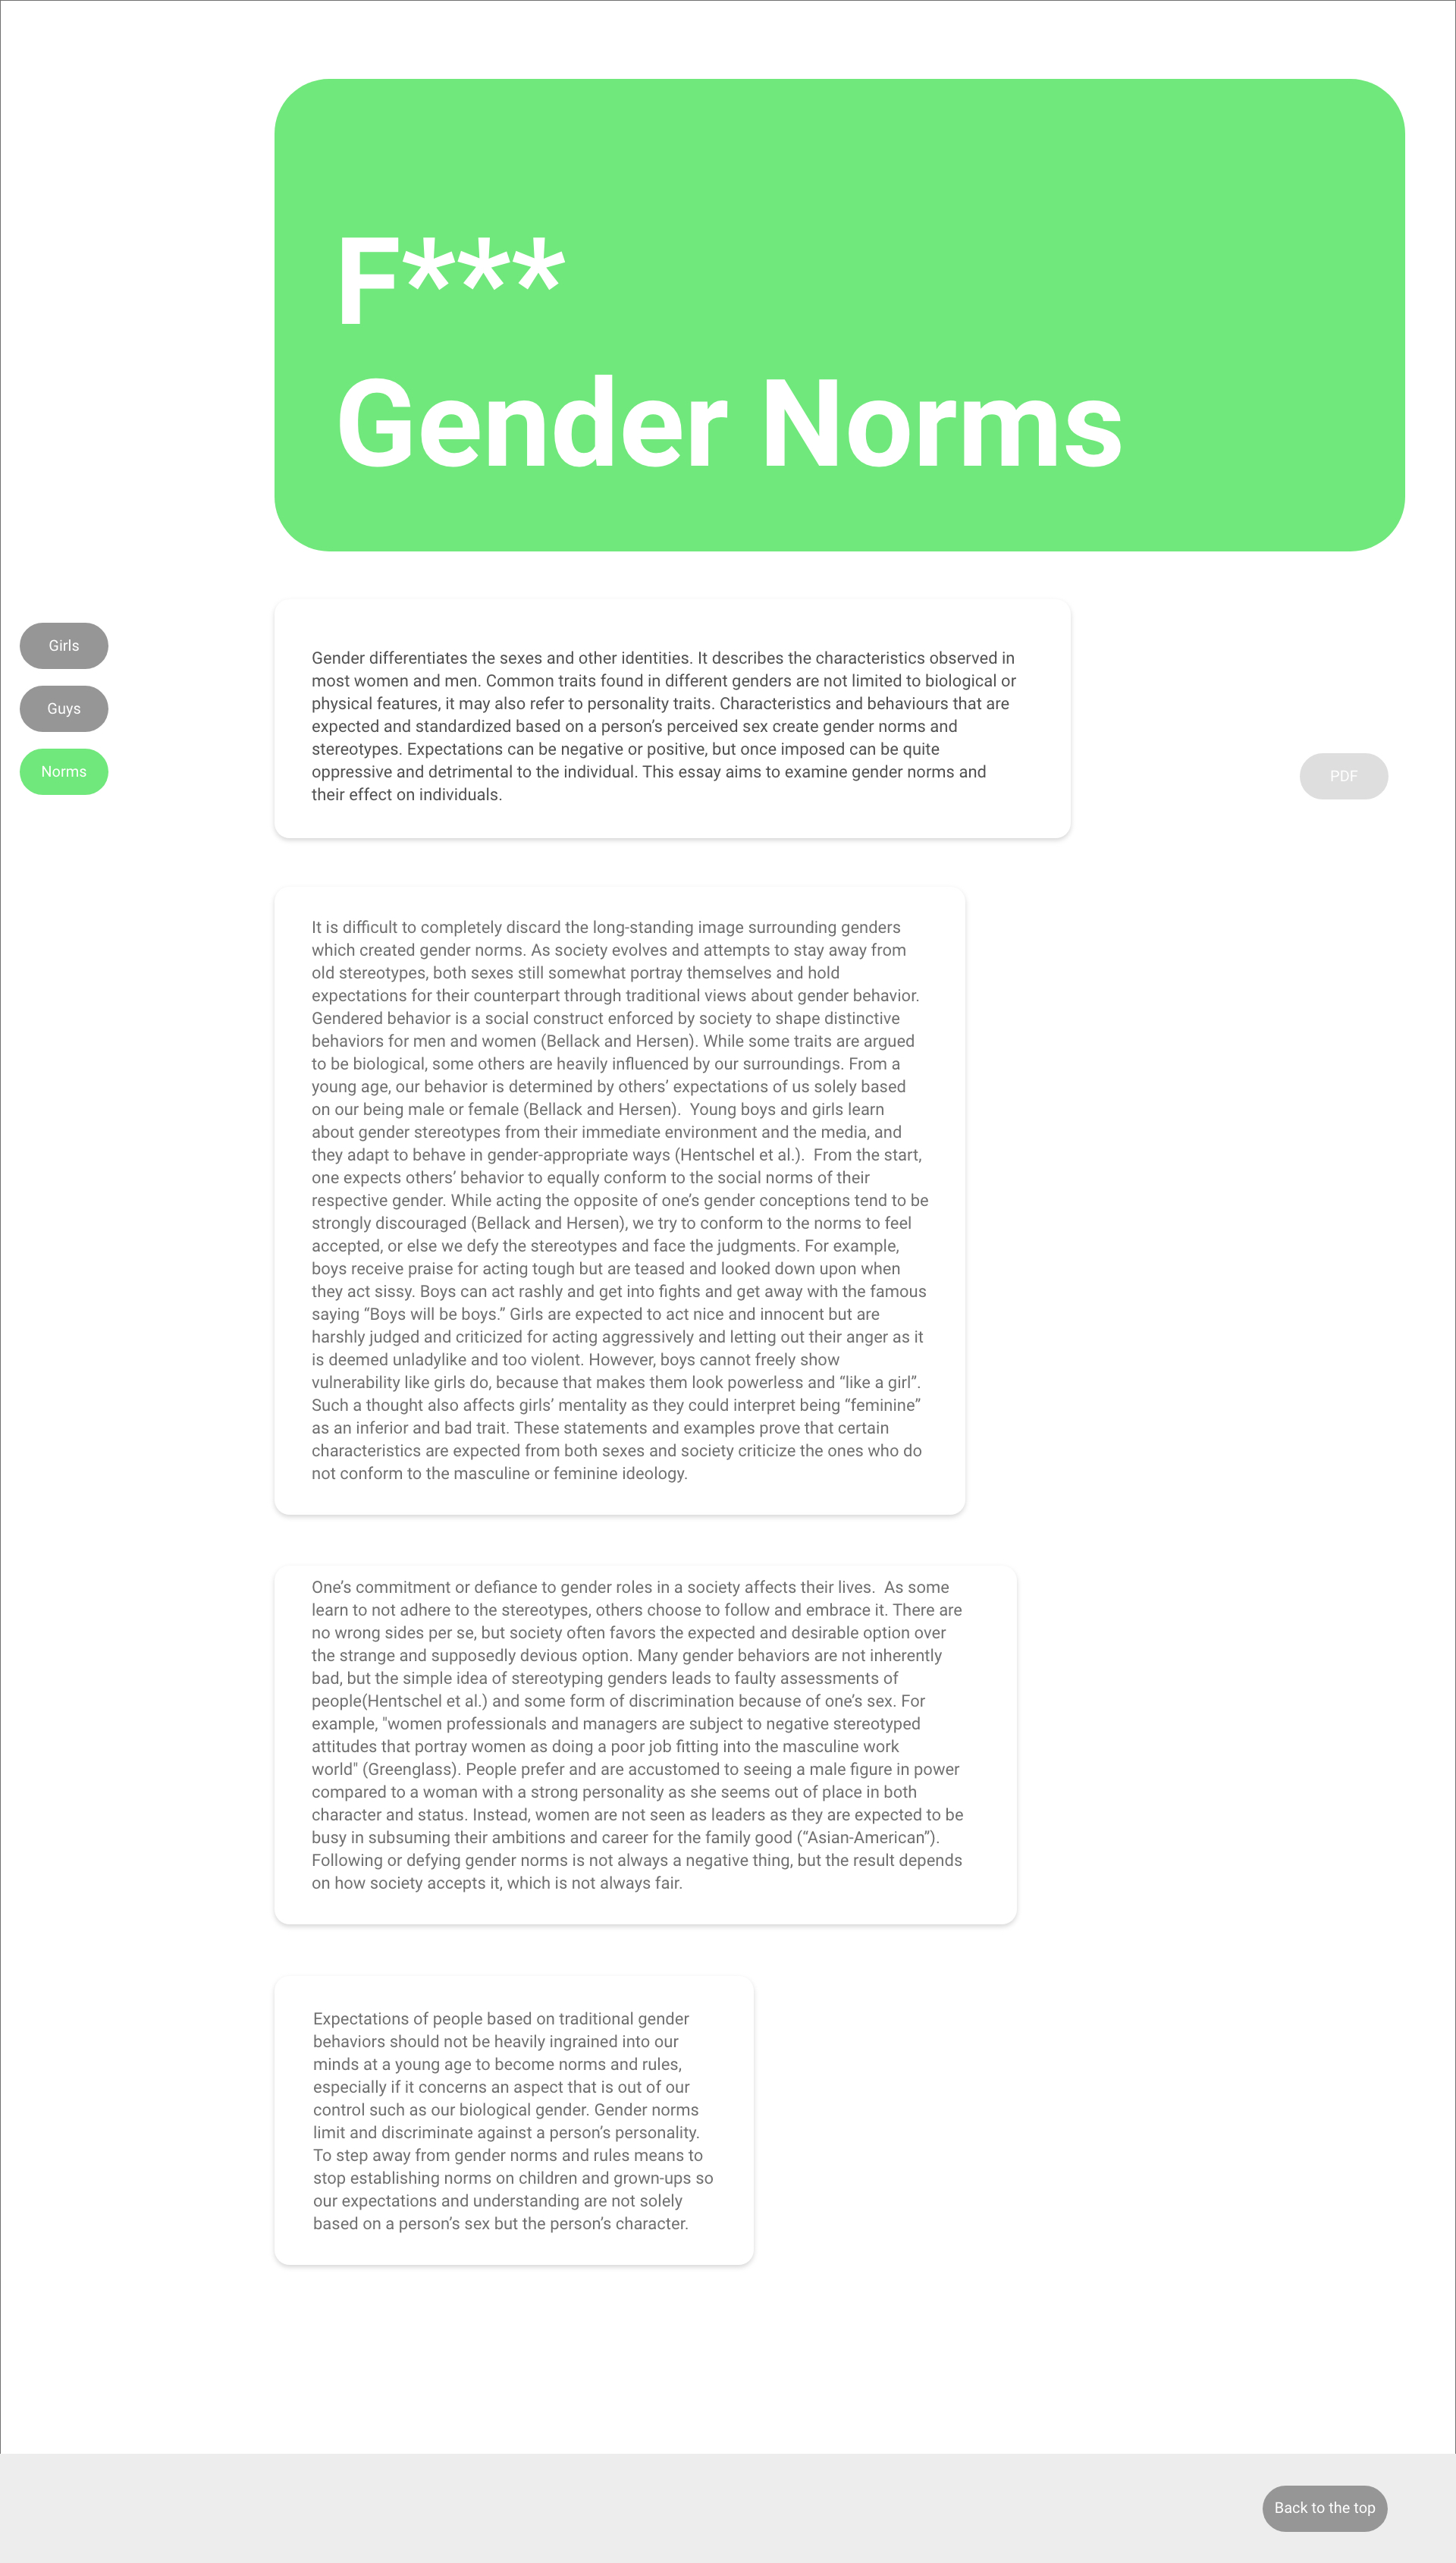 F***
Gender Norms
Girls
Guys
Norms
Gender differentiates the sexes and other identities. It describes the characteristics observed in
most women and men. Common traits found in different genders are not limited to biological or
physical features, it may also refer to personality traits. Characteristics and behaviours that are
expected and standardized based on a person’s perceived sex create gender norms and
stereotypes. Expectations can be negative or positive, but once imposed can be quite
oppressive and detrimental to the individual. This essay aims to examine gender norms and
their effect on individuals.
PDF
It is difficult to completely discard the long-standing image surrounding genders
which created gender norms. As society evolves and attempts to stay away from
old stereotypes, both sexes still somewhat portray themselves and hold
expectations for their counterpart through traditional views about gender behavior.
Gendered behavior is a social construct enforced by society to shape distinctive
behaviors for men and women (Bellack and Hersen). While some traits are argued
to be biological, some others are heavily influenced by our surroundings. From a
young age, our behavior is determined by others’ expectations of us solely based
on our being male or female (Bellack and Hersen).  Young boys and girls learn
about gender stereotypes from their immediate environment and the media, and
they adapt to behave in gender-appropriate ways (Hentschel et al.).  From the start,
one expects others’ behavior to equally conform to the social norms of their
respective gender. While acting the opposite of one’s gender conceptions tend to be
strongly discouraged (Bellack and Hersen), we try to conform to the norms to feel
accepted, or else we defy the stereotypes and face the judgments. For example,
boys receive praise for acting tough but are teased and looked down upon when
they act sissy. Boys can act rashly and get into fights and get away with the famous
saying “Boys will be boys.” Girls are expected to act nice and innocent but are
harshly judged and criticized for acting aggressively and letting out their anger as it
is deemed unladylike and too violent. However, boys cannot freely show
vulnerability like girls do, because that makes them look powerless and “like a girl”.
Such a thought also affects girls’ mentality as they could interpret being “feminine”
as an inferior and bad trait. These statements and examples prove that certain
characteristics are expected from both sexes and society criticize the ones who do
not conform to the masculine or feminine ideology.
One’s commitment or defiance to gender roles in a society affects their lives.  As some
learn to not adhere to the stereotypes, others choose to follow and embrace it. There are
no wrong sides per se, but society often favors the expected and desirable option over
the strange and supposedly devious option. Many gender behaviors are not inherently
bad, but the simple idea of stereotyping genders leads to faulty assessments of
people(Hentschel et al.) and some form of discrimination because of one’s sex. For
example, "women professionals and managers are subject to negative stereotyped
attitudes that portray women as doing a poor job fitting into the masculine work
world" (Greenglass). People prefer and are accustomed to seeing a male figure in power
compared to a woman with a strong personality as she seems out of place in both
character and status. Instead, women are not seen as leaders as they are expected to be
busy in subsuming their ambitions and career for the family good (“Asian-American”).
Following or defying gender norms is not always a negative thing, but the result depends
on how society accepts it, which is not always fair.
Expectations of people based on traditional gender
behaviors should not be heavily ingrained into our
minds at a young age to become norms and rules,
especially if it concerns an aspect that is out of our
control such as our biological gender. Gender norms
limit and discriminate against a person’s personality.
To step away from gender norms and rules means to
stop establishing norms on children and grown-ups so
our expectations and understanding are not solely
based on a person’s sex but the person’s character.
Back to the top